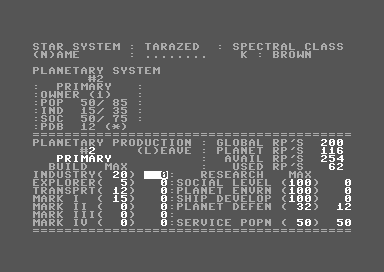 STAR SYSTEM : TARAZED : SPECTRAL CLASS
(N)AME : ........ K : BROWN
PLANETARY SYSTEM
#2
: PRIMARY :
:OWNER (1) :
:POP 50/ 85 :
:IND 15/ 35 :
:SOC 50/ 75 :
:PDB 12 (*) :
======================================
PLANETARY PRODUCTION : GLOBAL RP'S 200
#2 (L)EAVE : PLANET RP'S 116
PRIMARY : AVAIL RP'S 254
BUILD MAX : USED RP'S 62
INDUSTRY( 20) 0: RESEARCH MAX
EXPLORER( 5) 0:SOCIAL LEVEL (100) 0
TRANSPRT( 12) 0:PLANET ENVRN (100) 0
MARK I ( 15) 0:SHIP DEVELOP (100) 0
MARK II ( 0) 0:PLANET DEFEN ( 32) 12
MARK III( 0) 0:
MARK IV ( 0) 0:SERVICE POPN ( 50) 50
======================================